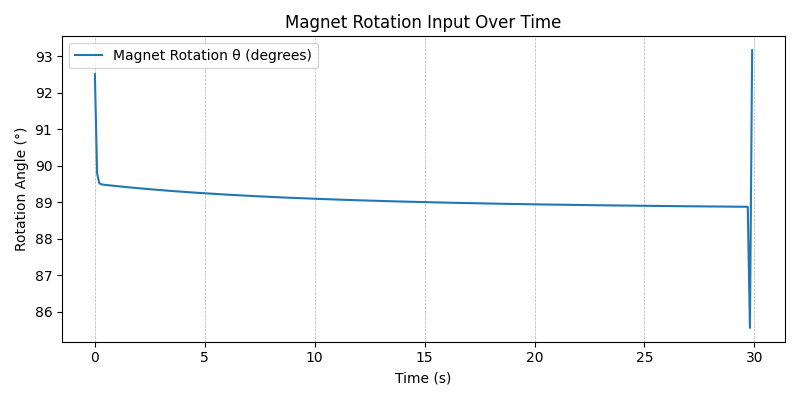 Magnet Rotation Input Over Time
Magnet Rotation θ (degrees)
Rotation Angle (°)
93
92
91
90
89
88
87
86
0 5 10 15 20 25 30
Time (s)